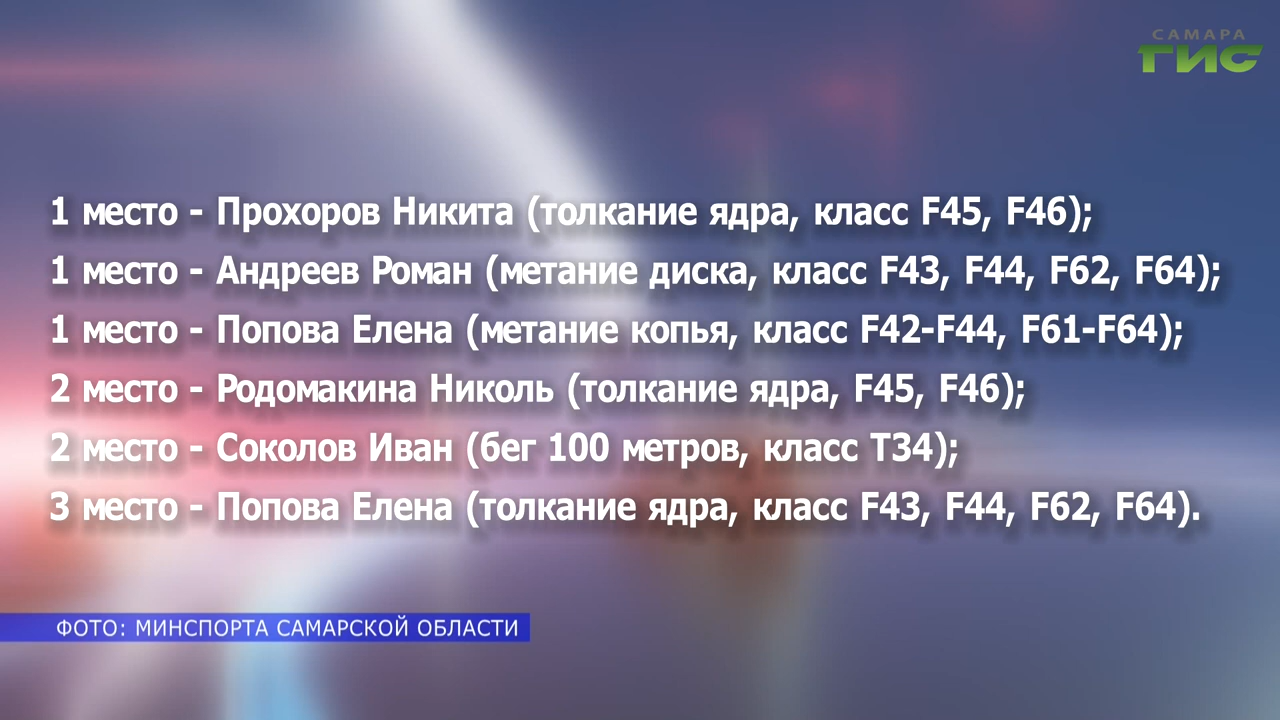 САМАРА
ГИС
1 место - Прохоров Никита (толкание ядра, класс F45, F46);
1 место - Андреев Роман (метание диска, класс F43, F44, F62, F64);
1 место - Попова Елена (метание копья, класс F42-F44, F61-F64);
2 место - Родомакина Николь (толкание ядра, F45, F46);
2 место - Соколов Иван (бег 100 метров, класс Т34);
3 место - Попова Елена (толкание ядра, класс F43, F44, F62, F64).
ФОТО: МИНСПОРТА САМАРСКОЙ ОБЛАСТИ